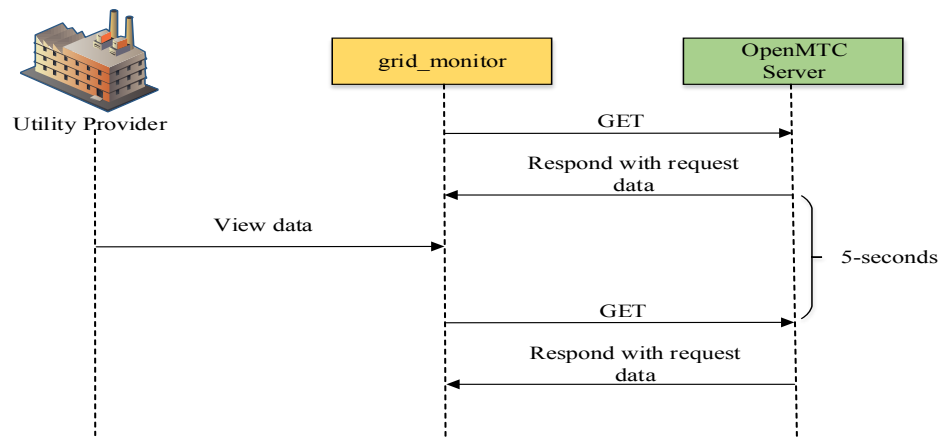 grid_monitor
OpenMTC
Server
Utility Provider
GET
Respond with request
data
View data
5-seconds
GET
Respond with request
data